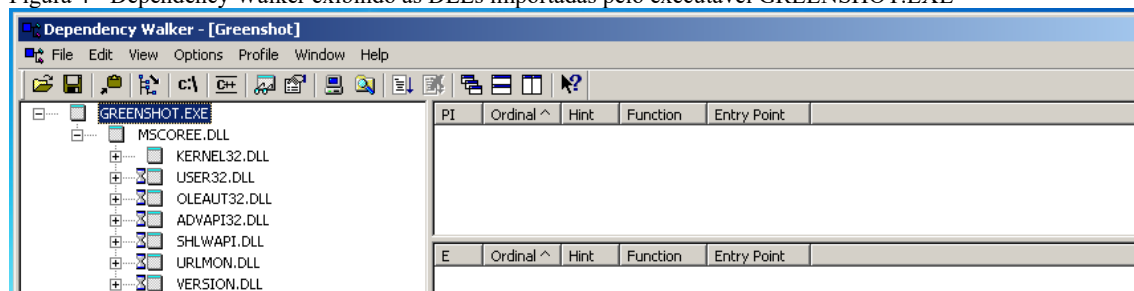 Figura 4 - Dependency Walker exibindo as DLLs importadas pelo executável GREENSHOT.EXE
Dependency Walker - [Greenshot]
File Edit View Options Profile Window Help
c:\ C++
GREENSHOT.EXE
MSCOREE.DLL
KERNEL32.DLL
USER32.DLL
OLEAUT32.DLL
ADVAPI32.DLL
SHLWAPI.DLL
URLMON.DLL
VERSION.DLL
PI Ordinal ^ Hint Function Entry Point
E Ordinal ^ Hint Function Entry Point